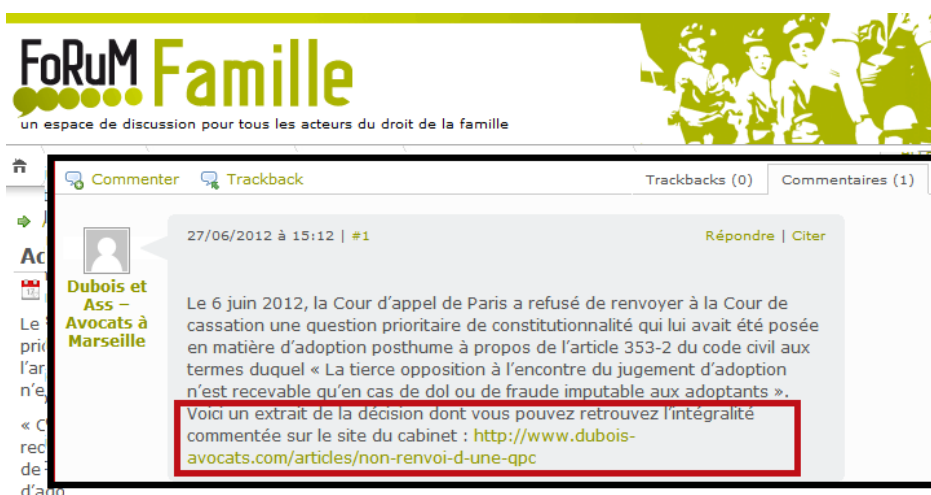 FoRuM Famille
un espace de discussion pour tous les acteurs du droit de la famille
Commenter Trackback Trackbacks (0) Commentaires (1)
27/06/2012 à 15:12 | #1 Répondre | Citer
Dubois et
Ass –
Avocats à
Marseille
Le 6 juin 2012, la Cour d'appel de Paris a refusé de renvoyer à la Cour de
cassation une question prioritaire de constitutionnalité qui lui avait été posée
en matière d'adoption posthume à propos de l'article 353-2 du code civil aux
termes duquel « La tierce opposition à l'encontre du jugement d'adoption
n'est recevable qu'en cas de dol ou de fraude imputable aux adoptants ».
Voici un extrait de la décision dont vous pouvez retrouvez l'intégralité
commentée sur le site du cabinet : http://www.dubois-
avocats.com/articles/non-renvoi-d-une-qpc
Ac
Le
« C
de